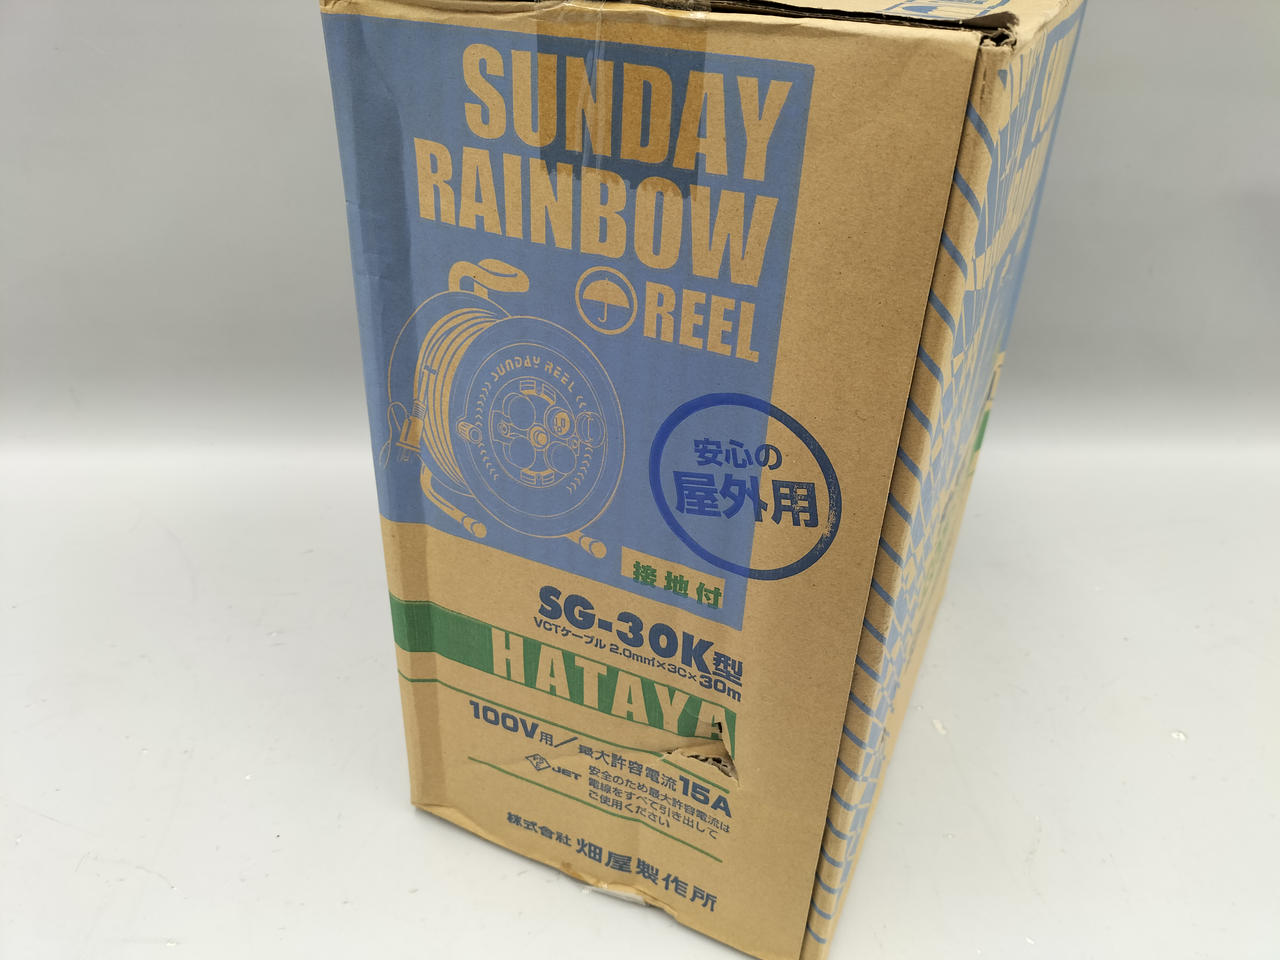 SUNDAY
RAINBOW
REEL
SUNDAY REEL
安心の
屋外用
接地付
SG-30K型
VCTケーブル 2.0mm²×3C×30m
HATAYA
100V用/最大許容電流15A
JET
安全のため最大許容電流は
電線をすべて引き出して
ご使用ください
株式会社 畑屋製作所